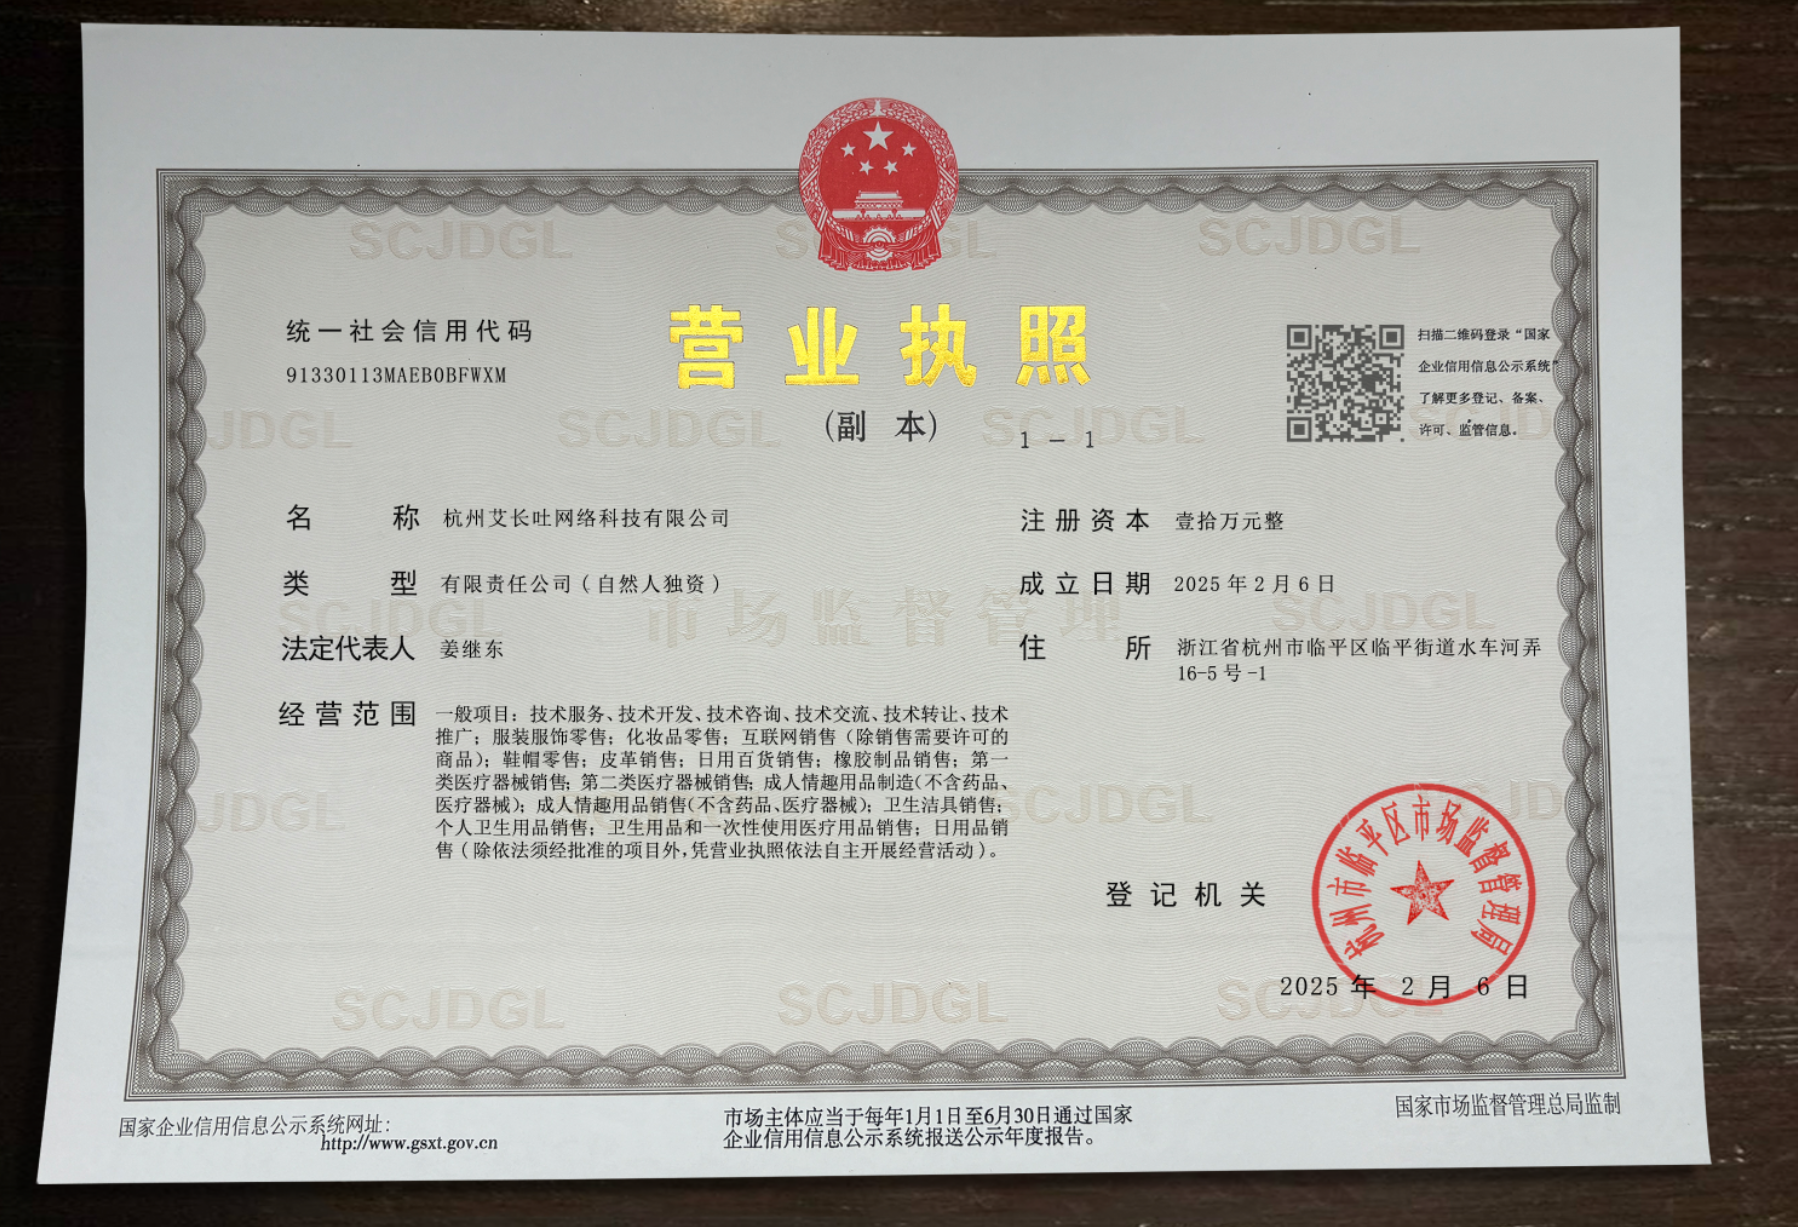 营业执照
(副 本)
1-1
统一社会信用代码
91330113MAEB0BFWXM
扫描二维码登录“国家
企业信用信息公示系统”
了解更多登记、备案、
许可、监管信息。
名 称 杭州艾长吐网络科技有限公司
类 型 有限责任公司（自然人独资）
法定代表人 姜继东
经营范围 一般项目：技术服务、技术开发、技术咨询、技术交流、技术转让、技术
推广；服装服饰零售；化妆品零售；互联网销售（除销售需要许可的
商品）；鞋帽零售；皮革销售；日用百货销售；橡胶制品销售；第一
类医疗器械销售；第二类医疗器械销售；成人情趣用品制造（不含药品、
医疗器械）；成人情趣用品销售（不含药品、医疗器械）；卫生洁具销售；
个人卫生用品销售；卫生用品和一次性使用医疗用品销售；日用品销
售（除依法须经批准的项目外，凭营业执照依法自主开展经营活动）。
注册资本 壹拾万元整
成立日期 2025年2月6日
住 所 浙江省杭州市临平区临平街道水车河弄
16-5号-1
登记机关
杭州市临平区市场监督管理局
2025年 2月 6日
SCJDGL
市场监督管理
国家企业信用信息公示系统网址：
http://www.gsxt.gov.cn
市场主体应当于每年1月1日至6月30日通过国家
企业信用信息公示系统报送公示年度报告。
国家市场监督管理总局监制